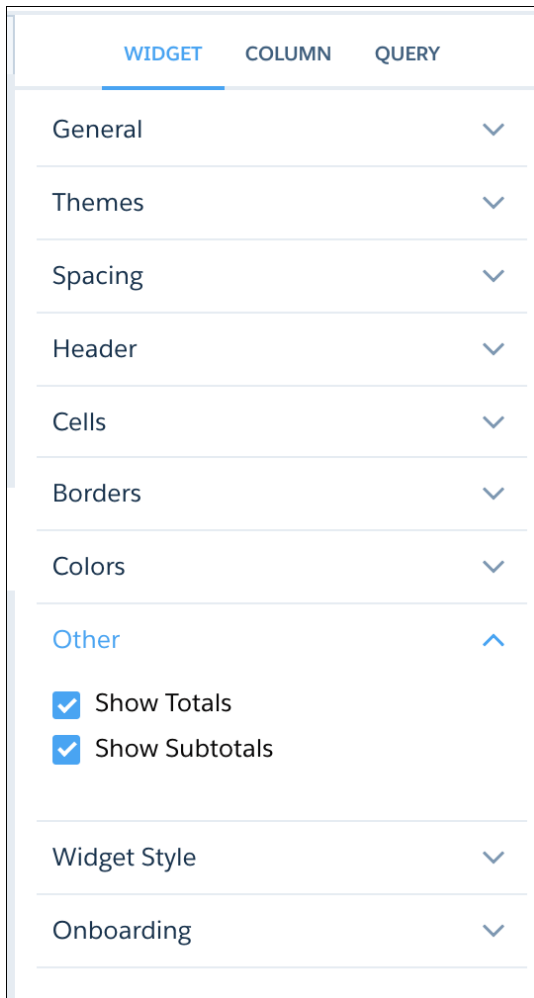 WIDGET COLUMN QUERY
General
Themes
Spacing
Header
Cells
Borders
Colors
Other
Show Totals
Show Subtotals
Widget Style
Onboarding